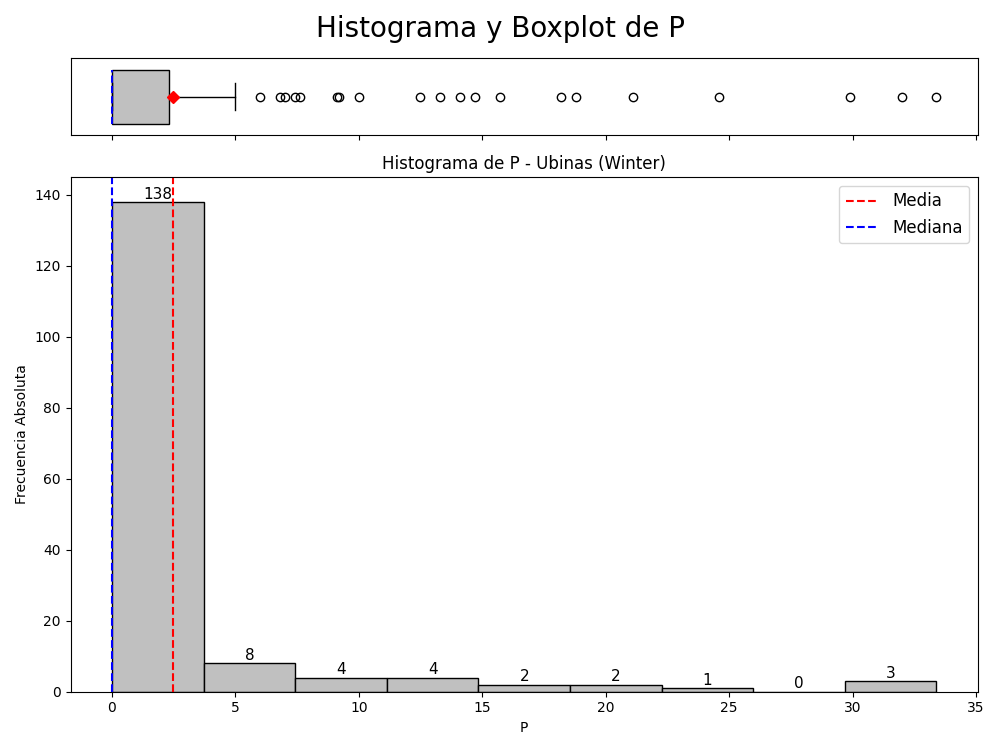 Histograma y Boxplot de P
Histograma de P - Ubinas (Winter)
Media
Mediana
138
8
4
4
2
2
1
0
3
140
120
100
80
60
40
20
0
Frecuencia Absoluta
0 5 10 15 20 25 30 35
P